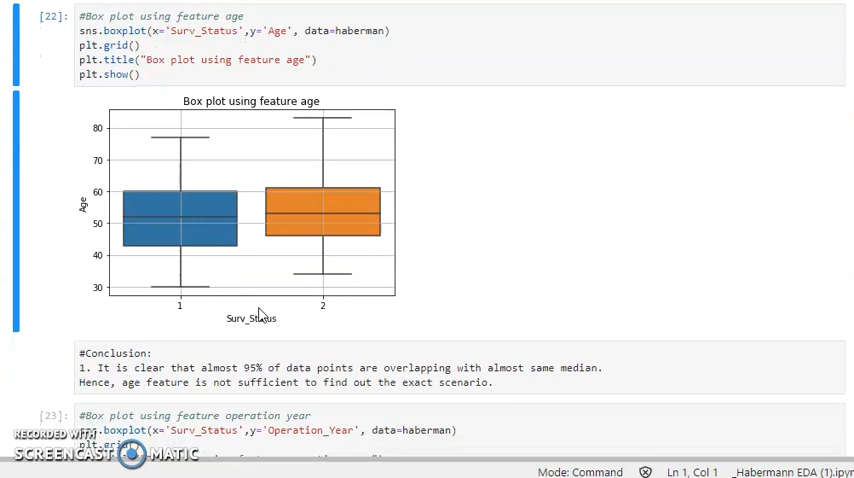 [22]: #Box plot using feature age
sns.boxplot(x='Surv_Status',y='Age', data=haberman)
plt.grid()
plt.title("Box plot using feature age")
plt.show()
Box plot using feature age
80
70
60
50
40
30
Age
1 2
Surv_Status
#Conclusion:
1. It is clear that almost 95% of data points are overlapping with almost same median.
Hence, age feature is not sufficient to find out the exact scenario.
[23]: #Box plot using feature operation year
sns.boxplot(x='Surv_Status',y='Operation_Year', data=haberman)
plt.grid()
RECORDED WITH
SCREENCAST MATIC
Mode: Command Ln 1, Col 1 _Habermann EDA (1).ipyn